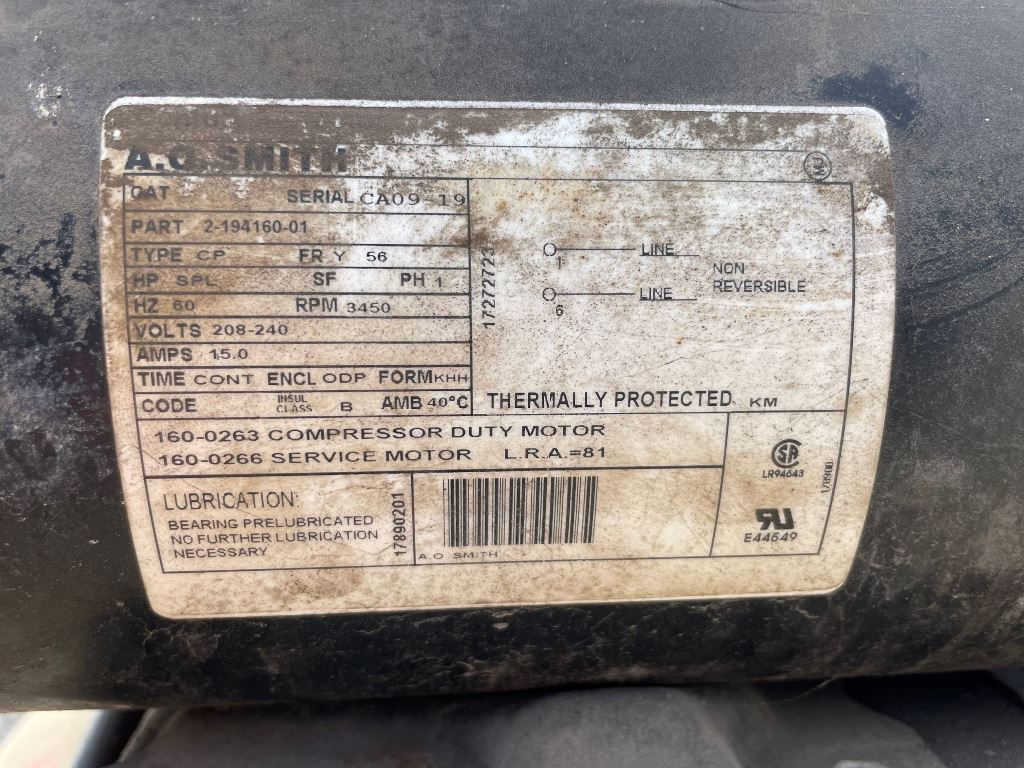 A.O. SMITH
MJ
CAT SERIAL CA09 19
PART 2-194160-01
TYPE CP FR Y 56
HP SPL SF PH 1
HZ 60 RPM 3450
VOLTS 208-240
AMPS 15.0
TIME CONT ENCL ODP FORM KHH
CODE INSUL CLASS B AMB 40°C
1 LINE
6 LINE
NON
REVERSIBLE
THERMALLY PROTECTED KM
160-0263 COMPRESSOR DUTY MOTOR
160-0266 SERVICE MOTOR L.R.A.=81
LUBRICATION:
BEARING PRELUBRICATED
NO FURTHER LUBRICATION
NECESSARY
17890201
A.O. SMITH
SA
LR94643
RU
E44549